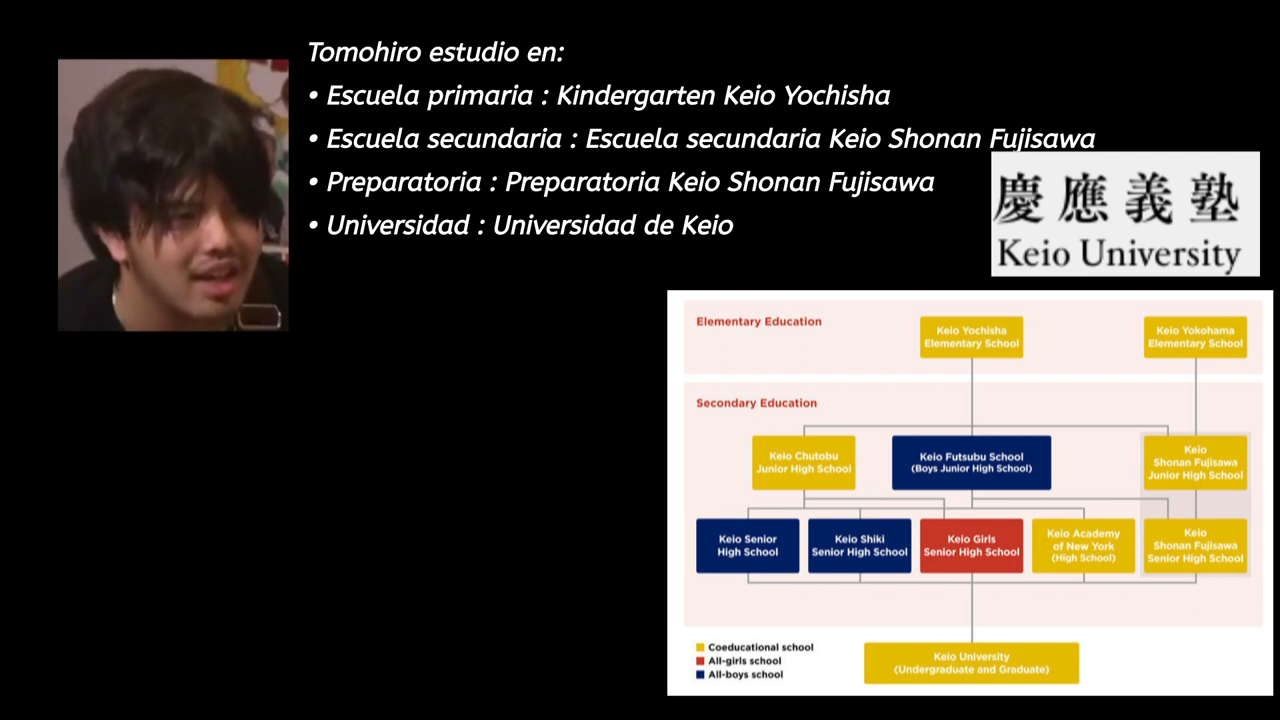 Tomohiro estudio en:
• Escuela primaria : Kindergarten Keio Yochisha
• Escuela secundaria : Escuela secundaria Keio Shonan Fujisawa
• Preparatoria : Preparatoria Keio Shonan Fujisawa
• Universidad : Universidad de Keio
慶應義塾
Keio University
Elementary Education
Keio Yochisha
Elementary School
Keio Yokohama
Elementary School
Secondary Education
Keio Chutobu
Junior High School
Keio Futsubu School
(Boys Junior High School)
Keio
Shonan Fujisawa
Junior High School
Keio Senior
High School
Keio Shiki
Senior High School
Keio Girls
Senior High School
Keio Academy
of New York
(High School)
Keio
Shonan Fujisawa
Senior High School
Coeducational school
All-girls school
All-boys school
Keio University
(Undergraduate and Graduate)